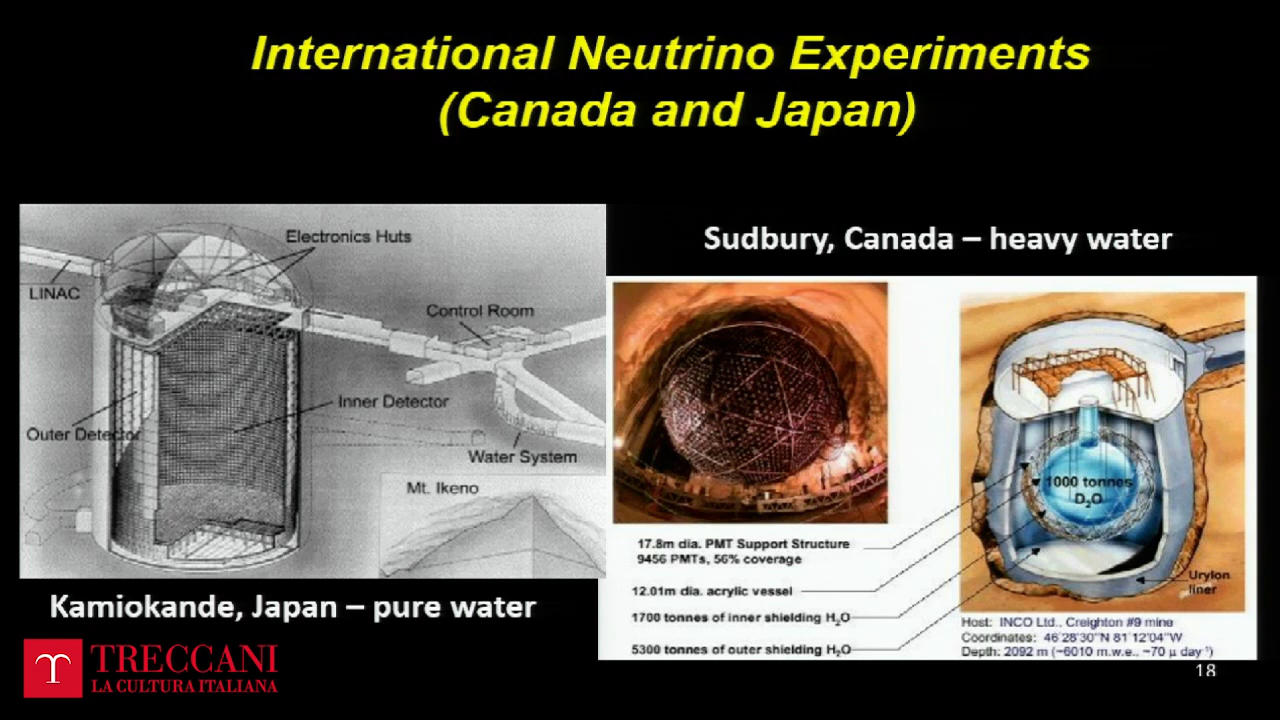 International Neutrino Experiments
(Canada and Japan)
Electronics Huts
LINAC
Control Room
Inner Detector
Outer Detector
Water System
Mt. Ikeno
Kamiokande, Japan – pure water
Sudbury, Canada – heavy water
1000 tonnes
D₂O
17.8m dia. PMT Support Structure
9456 PMTs, 56% coverage
12.01m dia. acrylic vessel
1700 tonnes of inner shielding H₂O
5300 tonnes of outer shielding H₂O
Urylon
liner
Host: INCO Ltd., Creighton #9 mine
Coordinates: 46°28'30"N 81°12'04"W
Depth: 2092 m (~6010 m.w.e., ~70 μ day⁻¹)
18
TRECCANI
LA CULTURA ITALIANA